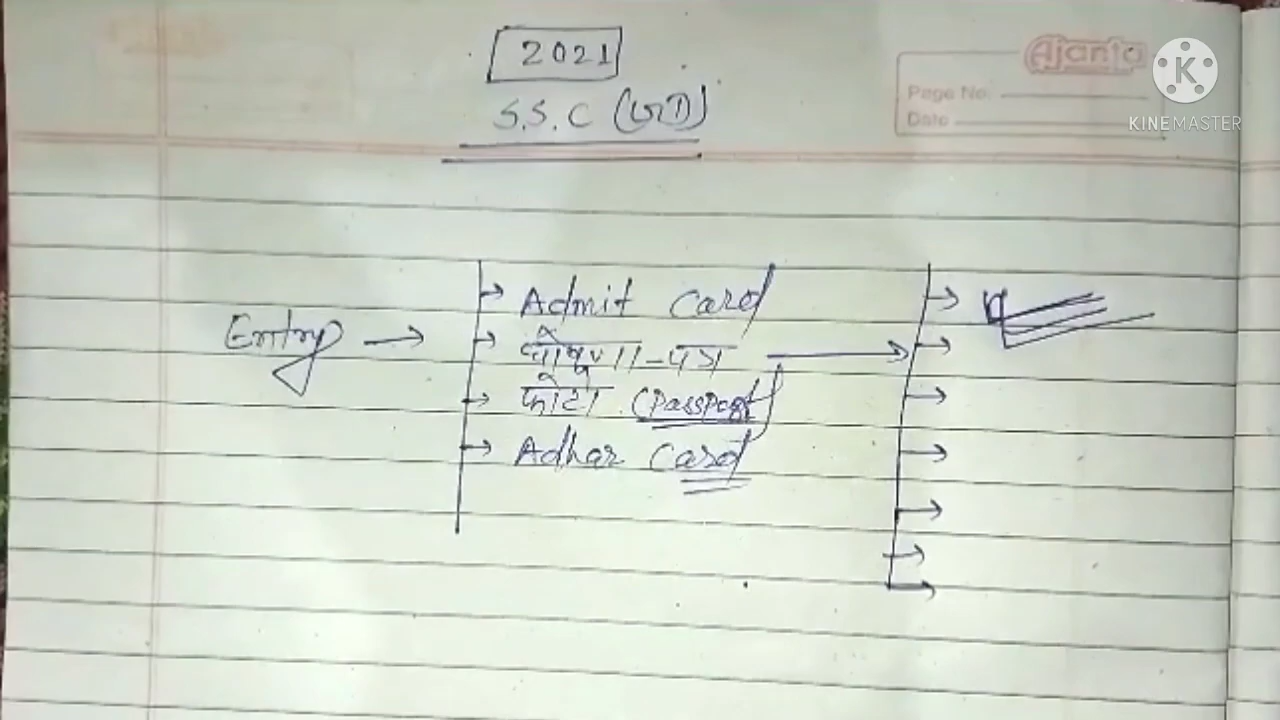 2021
Ajanta
Page No.
Date
KINEMASTER
S.S.C (GD)
Admit Card
Entry
घोषणा-पत्र
फोटो (Passport
Adhar Card